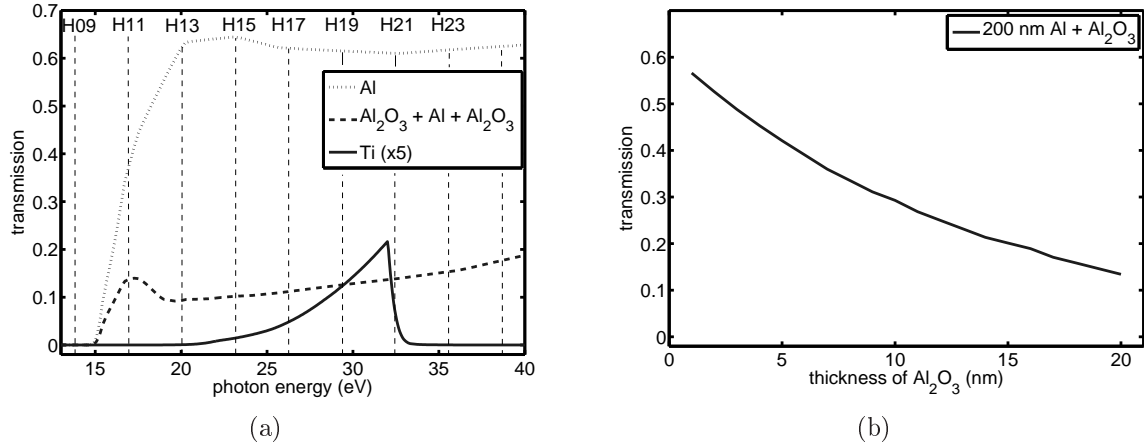 H09 H11 H13 H15 H17 H19 H21 H23
0.7
0.6
0.5
0.4
0.3
0.2
0.1
0
transmission
Al
Al2O3 + Al + Al2O3
Ti (x5)
15 20 25 30 35 40
photon energy (eV)
(a)
200 nm Al + Al2O3
0.6
0.5
0.4
0.3
0.2
0.1
0
transmission
0 5 10 15 20
thickness of Al2O3 (nm)
(b)